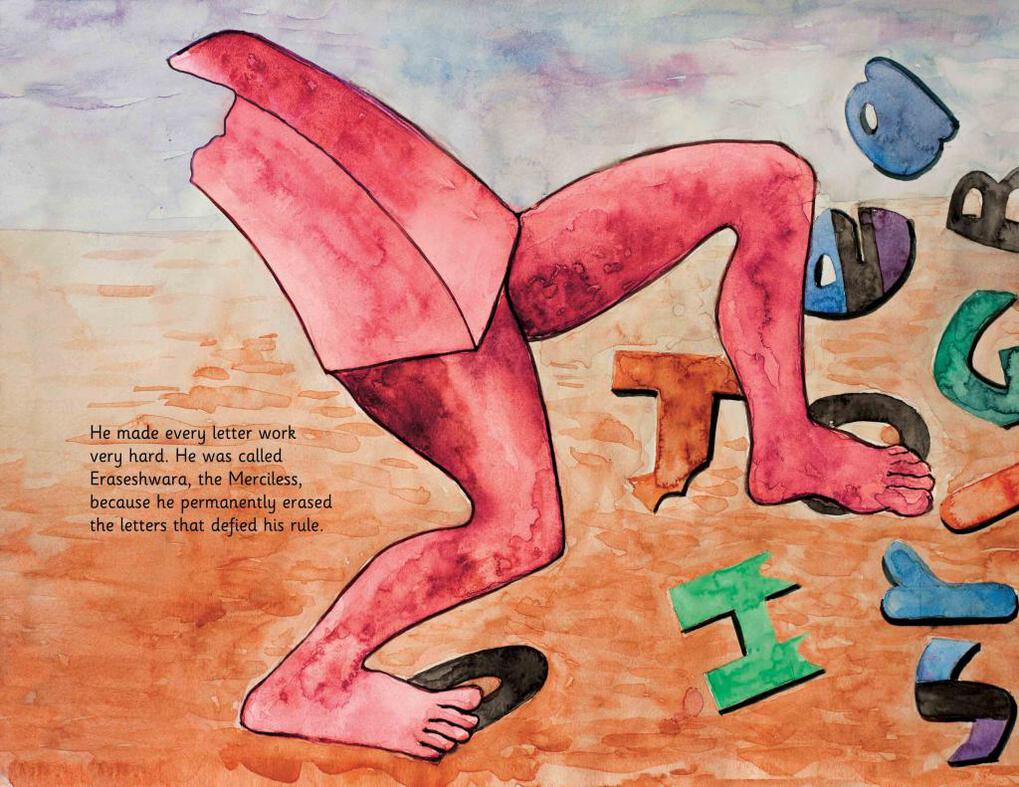 He made every letter work
very hard. He was called
Eraseshwara, the Merciless,
because he permanently erased
the letters that defied his rule.
D
B
T
G
O
H
Y
S
O